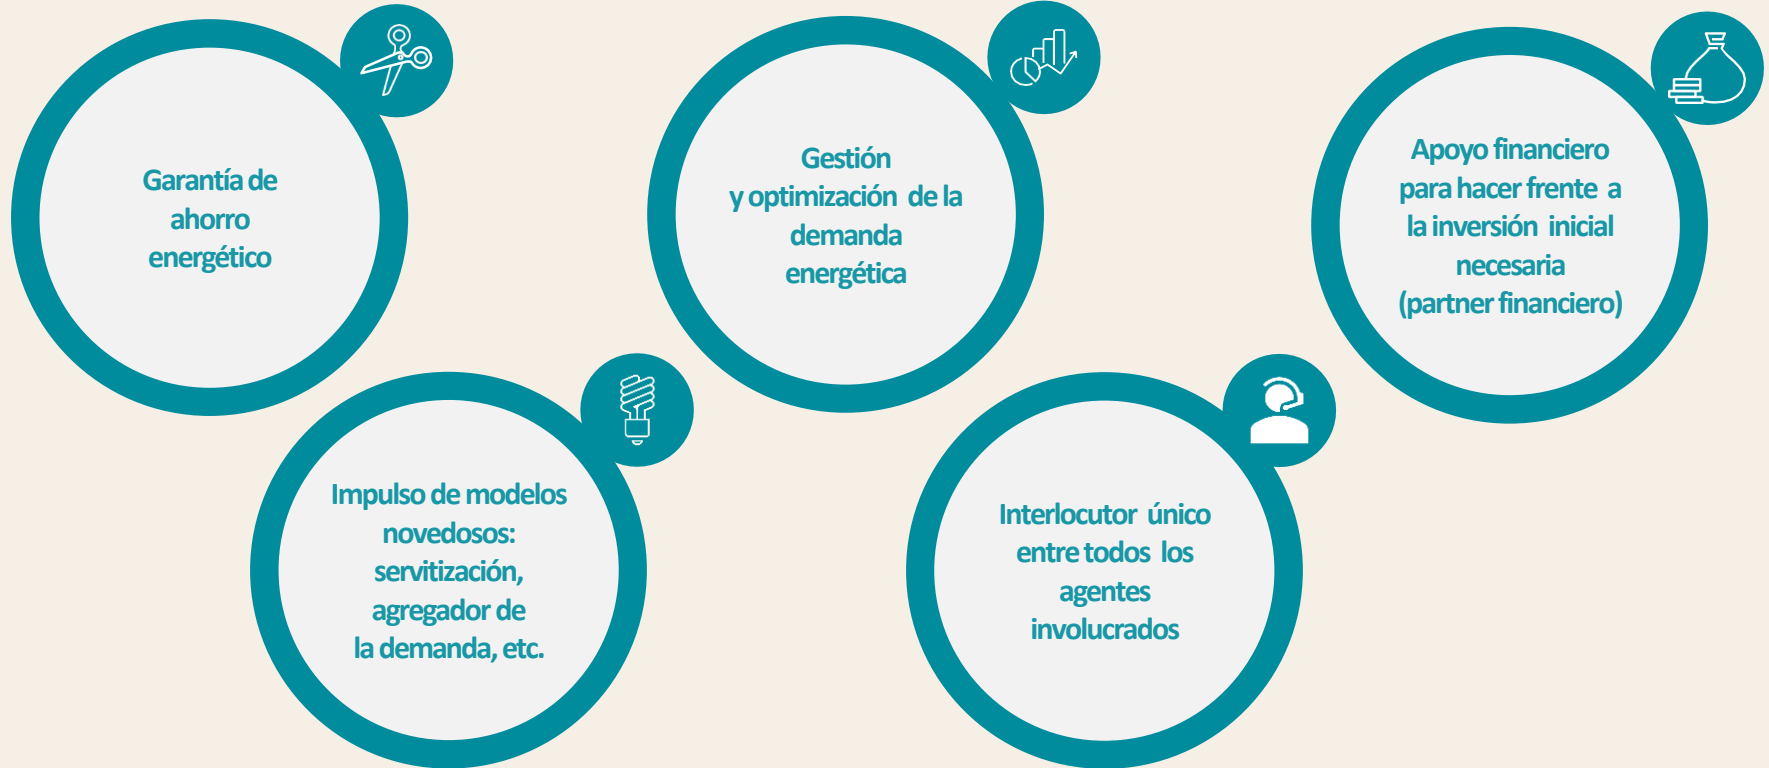 Garantía de
ahorro
energético
Impulso de modelos
novedosos:
servitización,
agregador de
la demanda, etc.
Gestión
y optimización de la
demanda
energética
Interlocutor único
entre todos los
agentes
involucrados
Apoyo financiero
para hacer frente a
la inversión inicial
necesaria
(partner financiero)